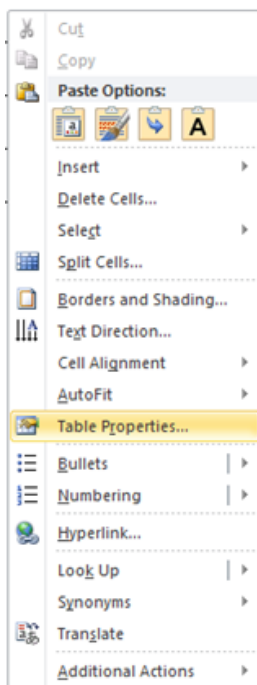 Cut
Copy
Paste Options:
A
Insert
Delete Cells...
Select
Split Cells...
Borders and Shading...
Text Direction...
Cell Alignment
AutoFit
Table Properties...
Bullets
Numbering
Hyperlink...
Look Up
Synonyms
Translate
Additional Actions